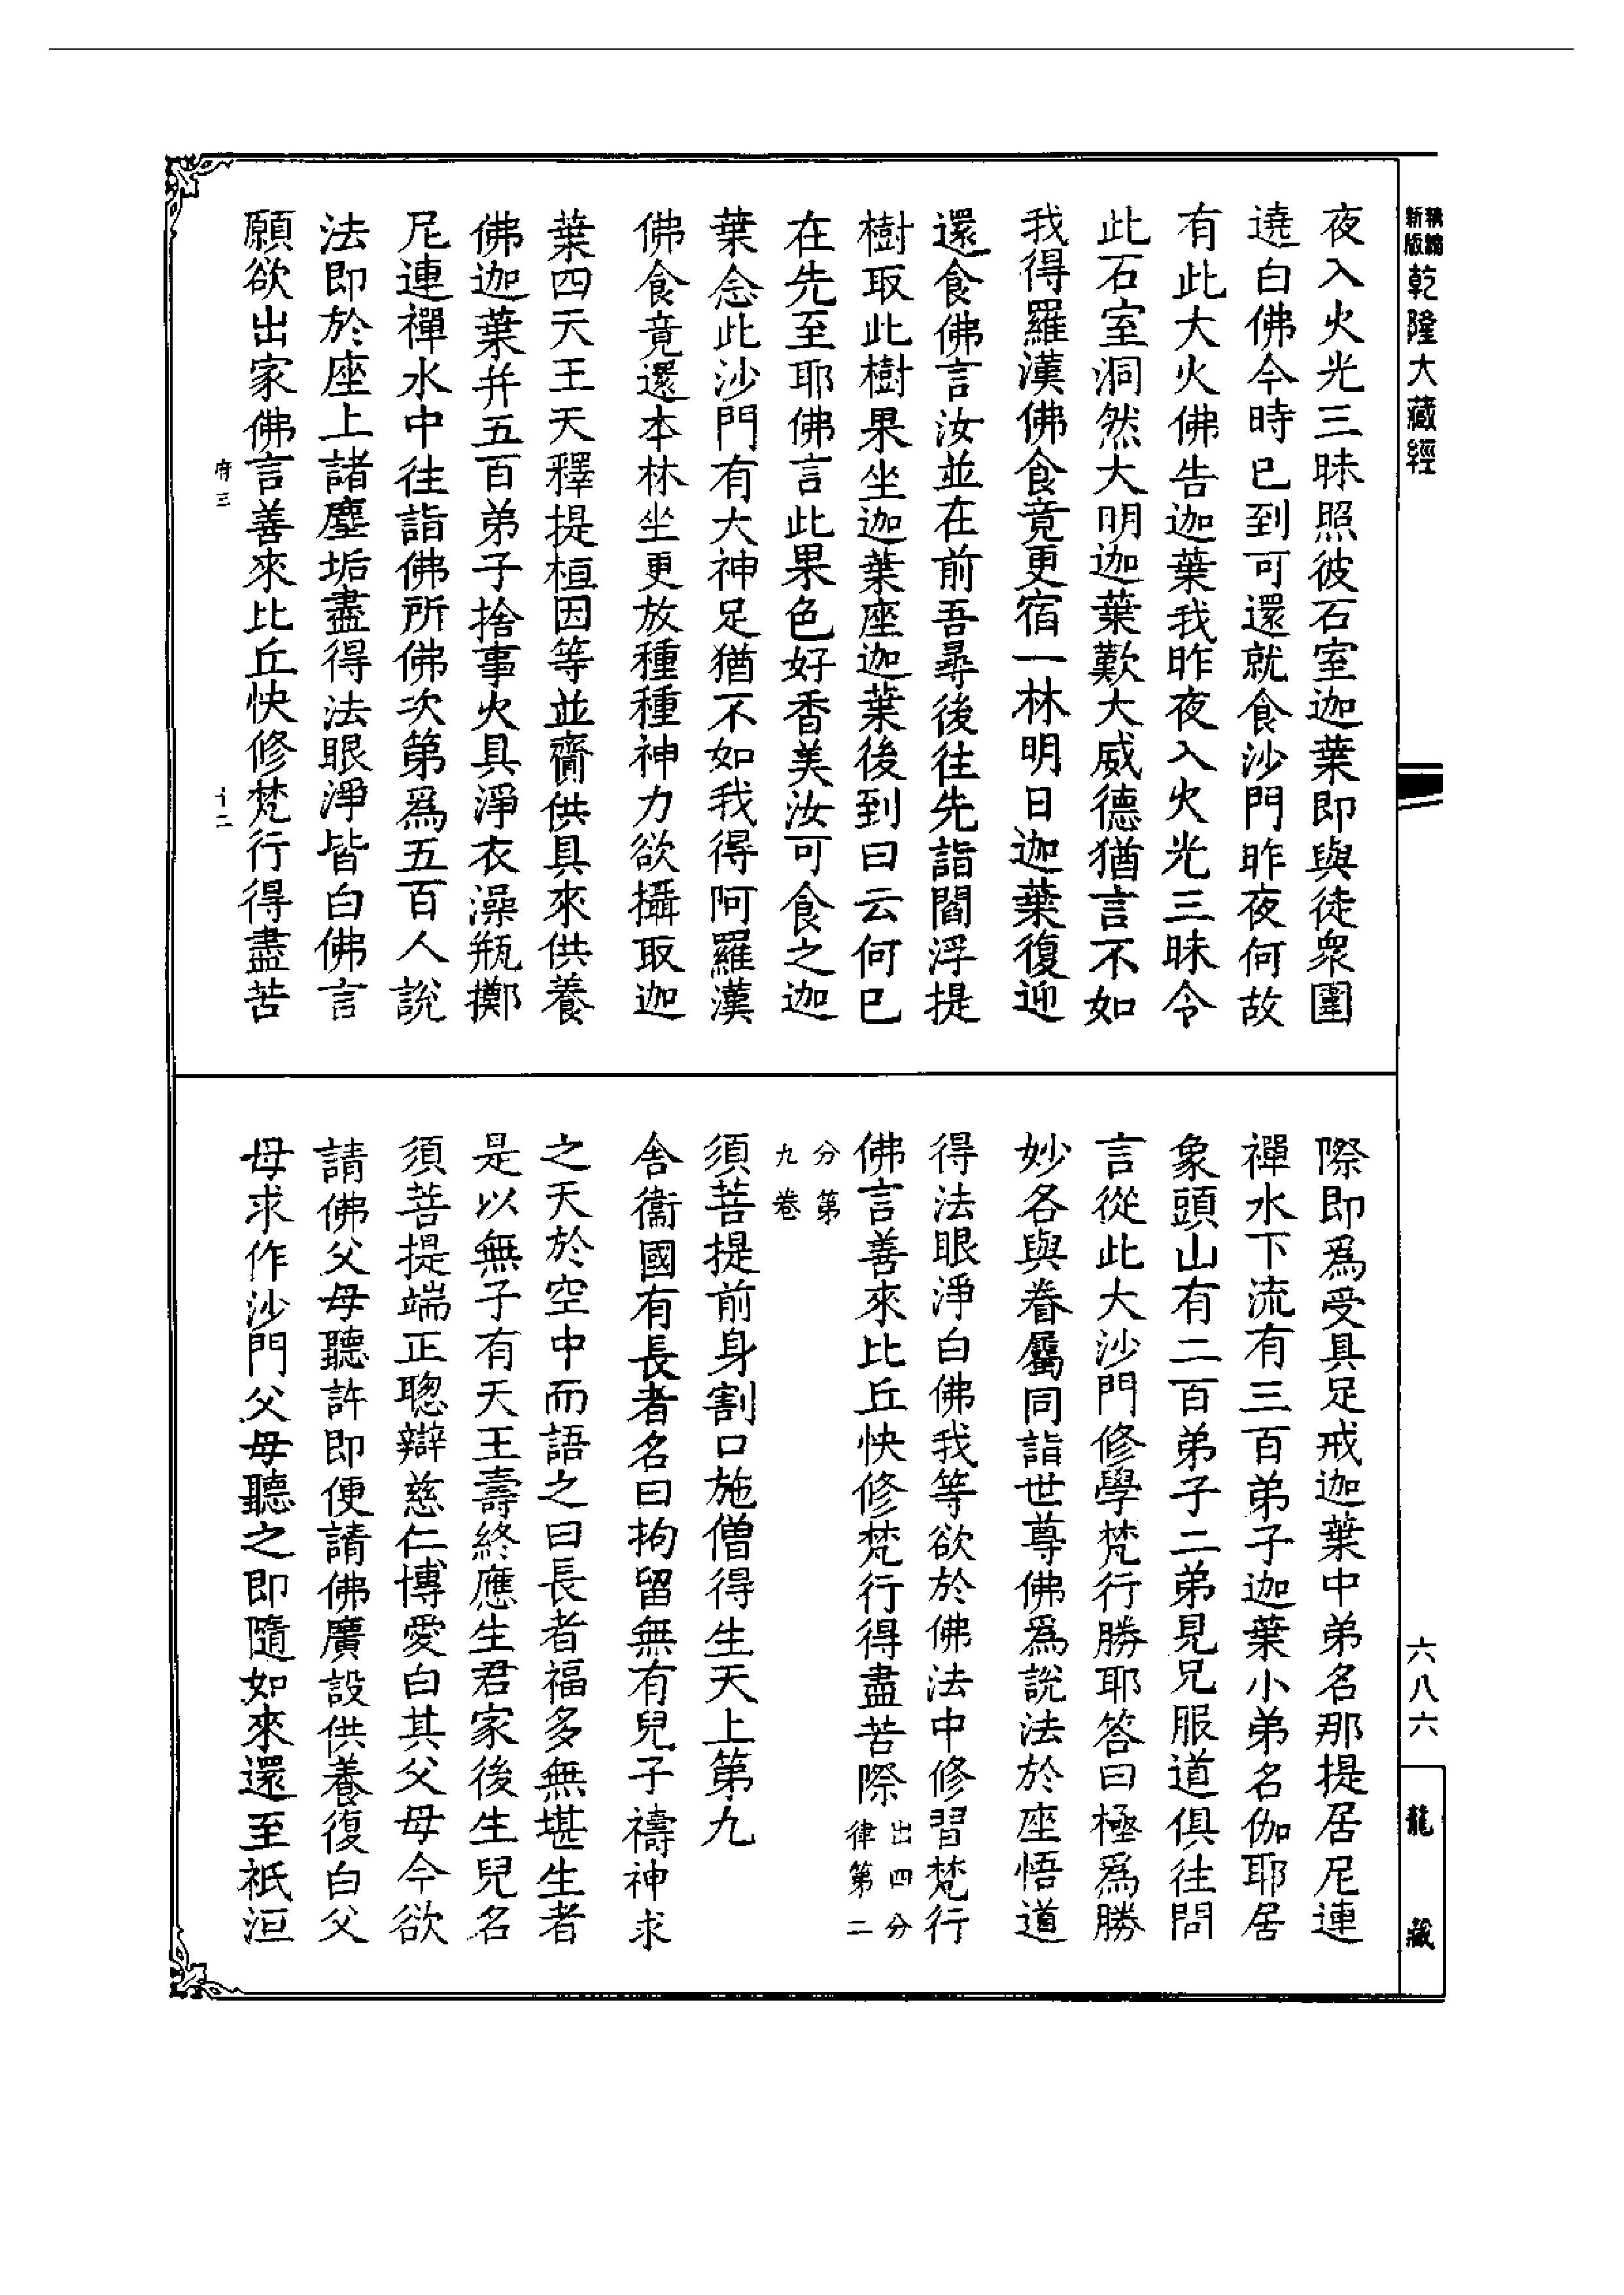 新版
乾隆大藏經
夜入火光三昧照彼石室迦葉即與徒衆圍
遶白佛今時已到可還就食沙門昨夜何故
有此大火佛告迦葉我昨夜入火光三昧令
此石室洞然大明迦葉歎大威德猶言不如
我得羅漢佛食竟更宿一林明日迦葉復迎
還食佛言汝並在前吾尋後往先詣閻浮提
樹取此樹果坐迦葉座迦葉後到曰云何已
在先至耶佛言此果色好香美汝可食之迦
葉念此沙門有大神足猶不如我得阿羅漢
佛食竟還本林坐更放種種神力欲攝取迦
葉四天王天釋提桓因等並齎供具來供養
佛迦葉并五百弟子捨事火具淨衣澡瓶擲
尼連禪水中往詣佛所佛次第爲五百人說
法即於座上諸塵垢盡得法眼淨皆白佛言
願欲出家佛言善來比丘快修梵行得盡苦
府三
十二
際即爲受具足戒迦葉中弟名那提居尼連
禪水下流有三百弟子迦葉小弟名伽耶居
象頭山有二百弟子二弟見兄服道俱往問
言從此大沙門修學梵行勝耶答曰極爲勝
妙各與眷屬同詣世尊佛爲說法於座悟道
得法眼淨白佛我等欲於佛法中修習梵行
佛言善來比丘快修梵行得盡苦際出四分律第二
分第九卷
須菩提前身割口施僧得生天上第九
舍衞國有長者名曰拘留無有兒子禱神求
之天於空中而語之曰長者福多無堪生者
是以無子有天王壽終應生君家後生兒名
須菩提端正聰辯慈仁博愛白其父母今欲
請佛父母聽許即便請佛廣設供養復白父
母求作沙門父母聽之即隨如來還至祇洹
六八六
龍藏